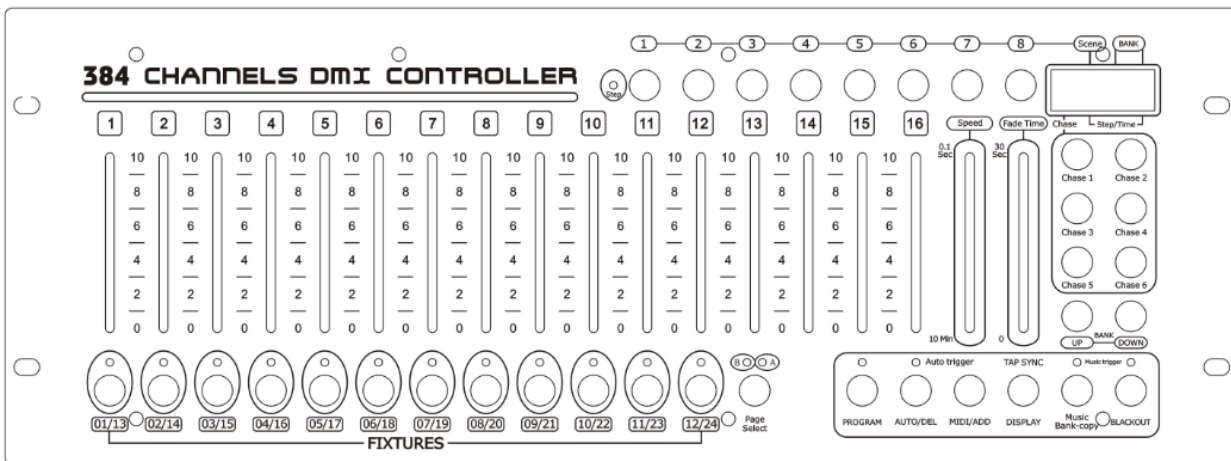 1 2 3 4 5 6 7 8 Scene BANK
384 CHANNELS DMI CONTROLLER
Step
1 2 3 4 5 6 7 8 9 10 11 12 13 14 15 16 Speed Fade Time Chase Step/Time
10 10 10 10 10 10 10 10 10 10 10 10 10 10 10 0.1 Sec 30 Sec
8 8 8 8 8 8 8 8 8 8 8 8 8 8 8 Chase 1 Chase 2
6 6 6 6 6 6 6 6 6 6 6 6 6 6 6 Chase 3 Chase 4
4 4 4 4 4 4 4 4 4 4 4 4 4 4 4
2 2 2 2 2 2 2 2 2 2 2 2 2 2 2 Chase 5 Chase 6
0 0 0 0 0 0 0 0 0 0 0 0 0 0 0 10 Min 0
BANK
UP DOWN
B A Auto trigger TAP SYNC Music trigger
01/13 02/14 03/15 04/16 05/17 06/18 07/19 08/20 09/21 10/22 11/23 12/24
Page Select
PROGRAM AUTO/DEL MIDI/ADD DISPLAY Music Bank-copy BLACKOUT
FIXTURES